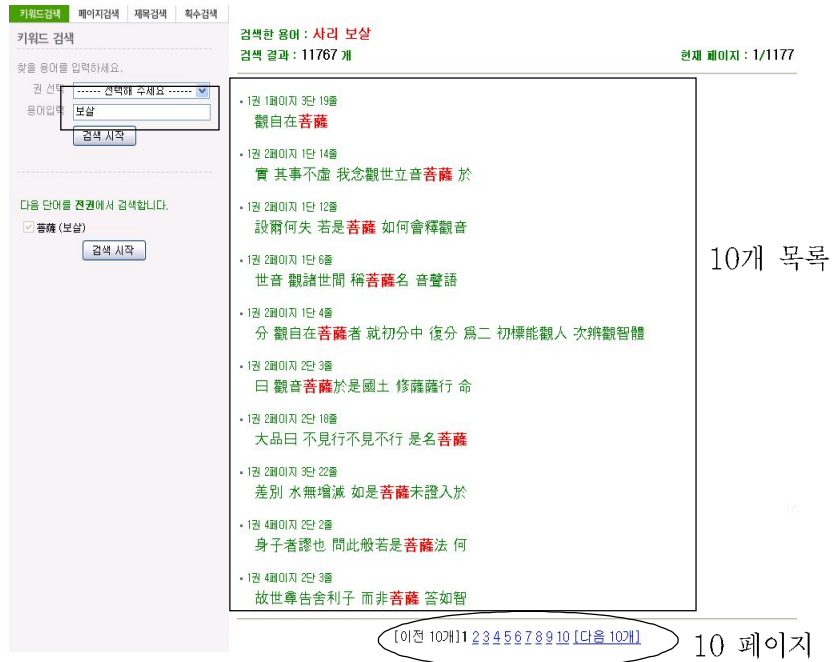 키워드검색 페이지검색 제목검색 획수검색
키워드 검색
찾을 용어를 입력하세요.
권 선택 ------ 선택해 주세요 ------
용어입력 보살
검색 시작
다음 단어를 전권에서 검색합니다.
菩薩 (보살)
검색 시작
검색한 용어 : 사리 보살
검색 결과 : 11767 개
현재 페이지 : 1/1177
1권 1페이지 3단 19줄
觀自在菩薩
1권 2페이지 1단 14줄
實 其事不虛 我念觀世立音菩薩 於
1권 2페이지 1단 12줄
設爾何失 若是菩薩 如何會釋觀音
1권 2페이지 1단 6줄
世音 觀諸世間 稱菩薩名 音聲語
1권 2페이지 1단 4줄
分 觀自在菩薩者 就初分中 復分 爲二 初標能觀人 次辨觀智體
1권 2페이지 2단 3줄
曰 觀音菩薩於是國土 修薩薩行 命
1권 2페이지 2단 18줄
大品曰 不見行不見不行 是名菩薩
1권 2페이지 3단 22줄
差別 水無增減 如是菩薩未證入於
1권 4페이지 2단 2줄
身子者謬也 問此般若是菩薩法 何
1권 4페이지 2단 3줄
故世尊告舍利子 而非菩薩 答如智
10개 목록
[이전 10개]1 2 3 4 5 6 7 8 9 10 [다음 10개]
10 페이지